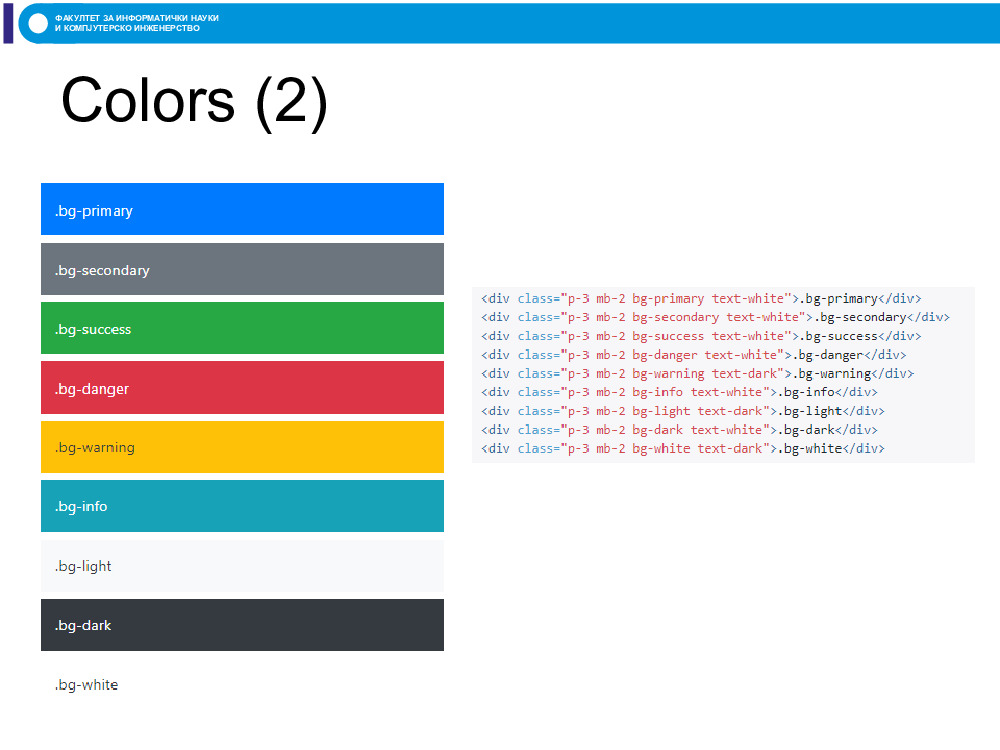 ФАКУЛТЕТ ЗА ИНФОРМАТИЧКИ НАУКИ
И КОМПЈУТЕРСКО ИНЖЕНЕРСТВО
Colors (2)
.bg-primary
.bg-secondary
.bg-success
.bg-danger
.bg-warning
.bg-info
.bg-light
.bg-dark
.bg-white
<div class="p-3 mb-2 bg-primary text-white">.bg-primary</div>
<div class="p-3 mb-2 bg-secondary text-white">.bg-secondary</div>
<div class="p-3 mb-2 bg-success text-white">.bg-success</div>
<div class="p-3 mb-2 bg-danger text-white">.bg-danger</div>
<div class="p-3 mb-2 bg-warning text-dark">.bg-warning</div>
<div class="p-3 mb-2 bg-info text-white">.bg-info</div>
<div class="p-3 mb-2 bg-light text-dark">.bg-light</div>
<div class="p-3 mb-2 bg-dark text-white">.bg-dark</div>
<div class="p-3 mb-2 bg-white text-dark">.bg-white</div>